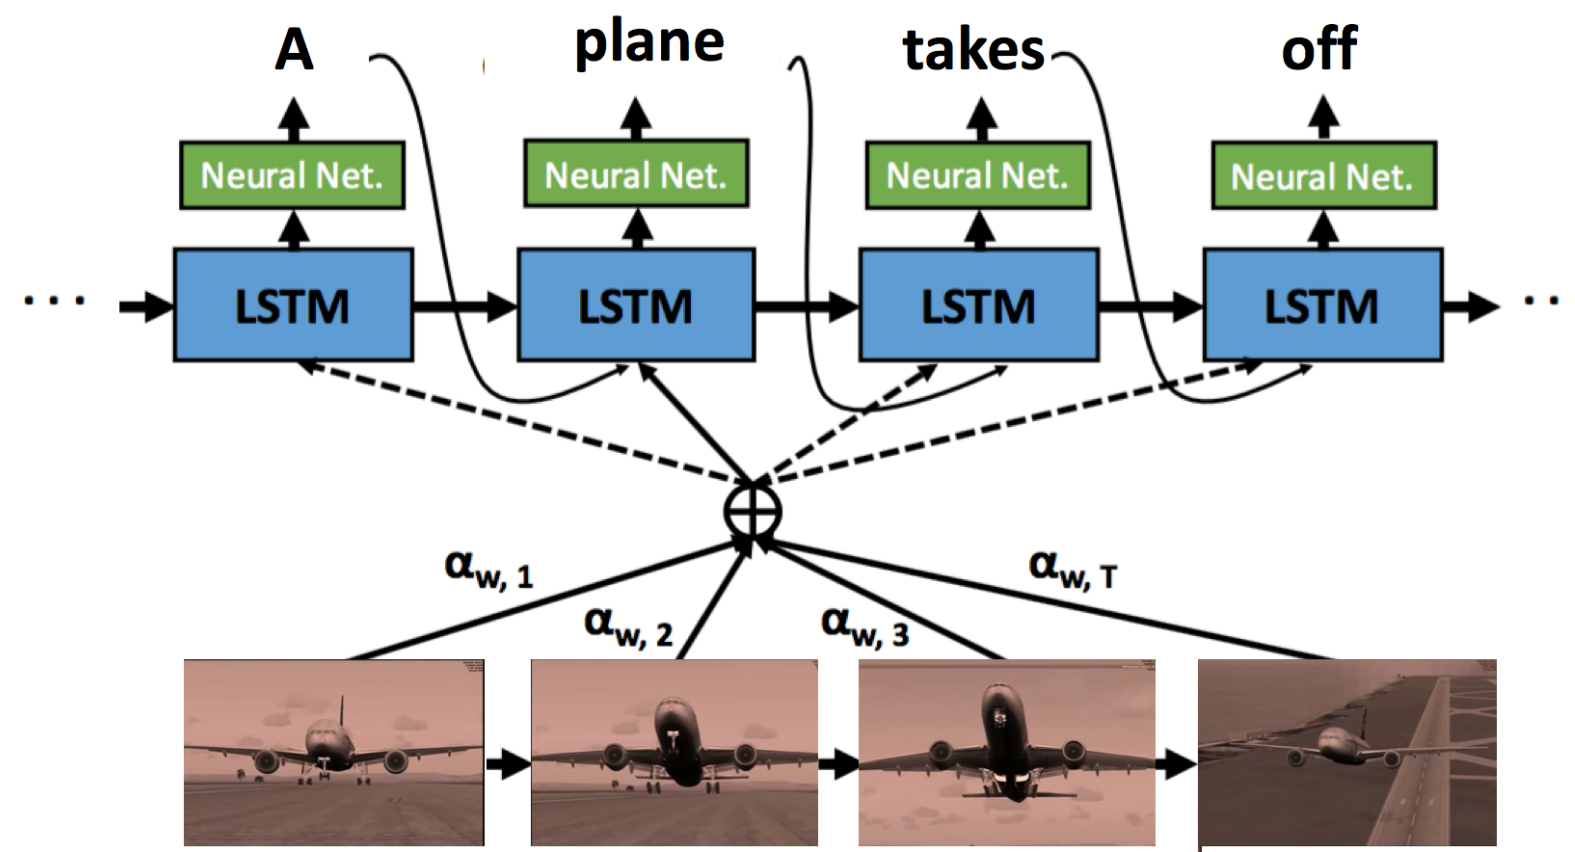 A plane takes off
Neural Net. Neural Net. Neural Net. Neural Net.
... LSTM LSTM LSTM LSTM ..
αw, 1 αw, T
αw, 2 αw, 3